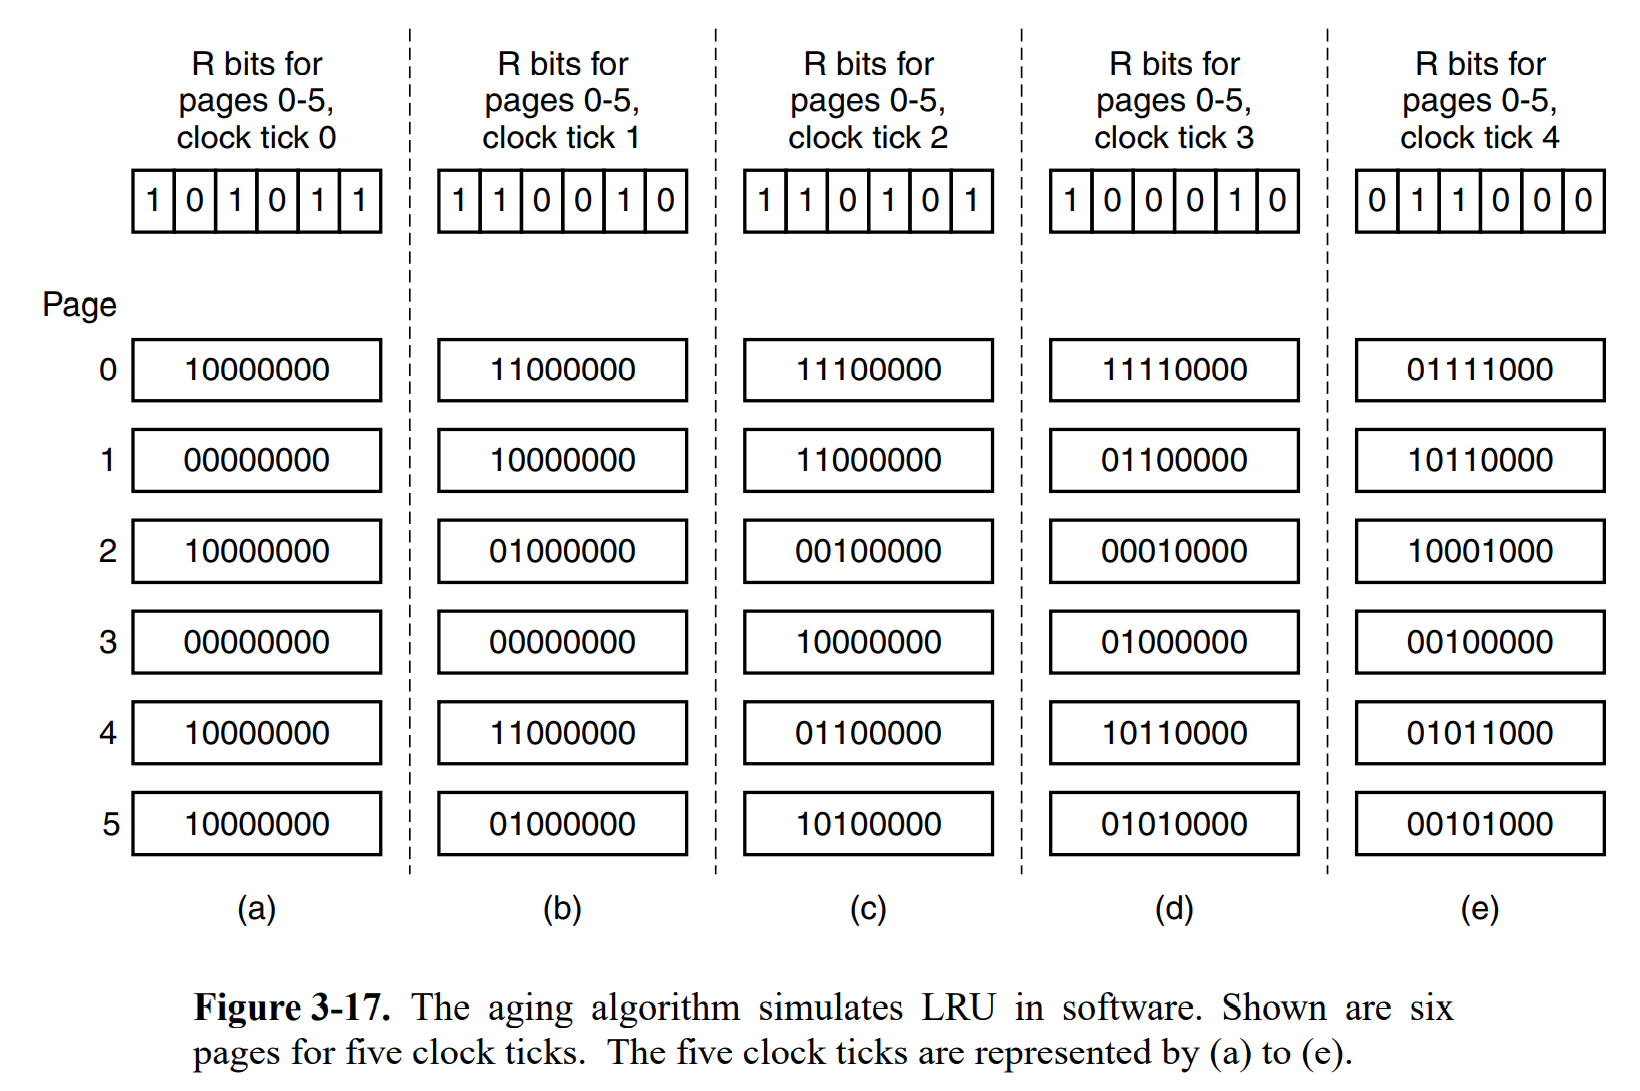 R bits for pages 0-5, clock tick 0
R bits for pages 0-5, clock tick 1
R bits for pages 0-5, clock tick 2
R bits for pages 0-5, clock tick 3
R bits for pages 0-5, clock tick 4
1 0 1 0 1 1
1 1 0 0 1 0
1 1 0 1 0 1
1 0 0 0 1 0
0 1 1 0 0 0
Page
0 10000000 11000000 11100000 11110000 01111000
1 00000000 10000000 11000000 01100000 10110000
2 10000000 01000000 00100000 00010000 10001000
3 00000000 00000000 10000000 01000000 00100000
4 10000000 11000000 01100000 10110000 01011000
5 10000000 01000000 10100000 01010000 00101000
(a) (b) (c) (d) (e)
Figure 3-17. The aging algorithm simulates LRU in software. Shown are six
pages for five clock ticks. The five clock ticks are represented by (a) to (e).